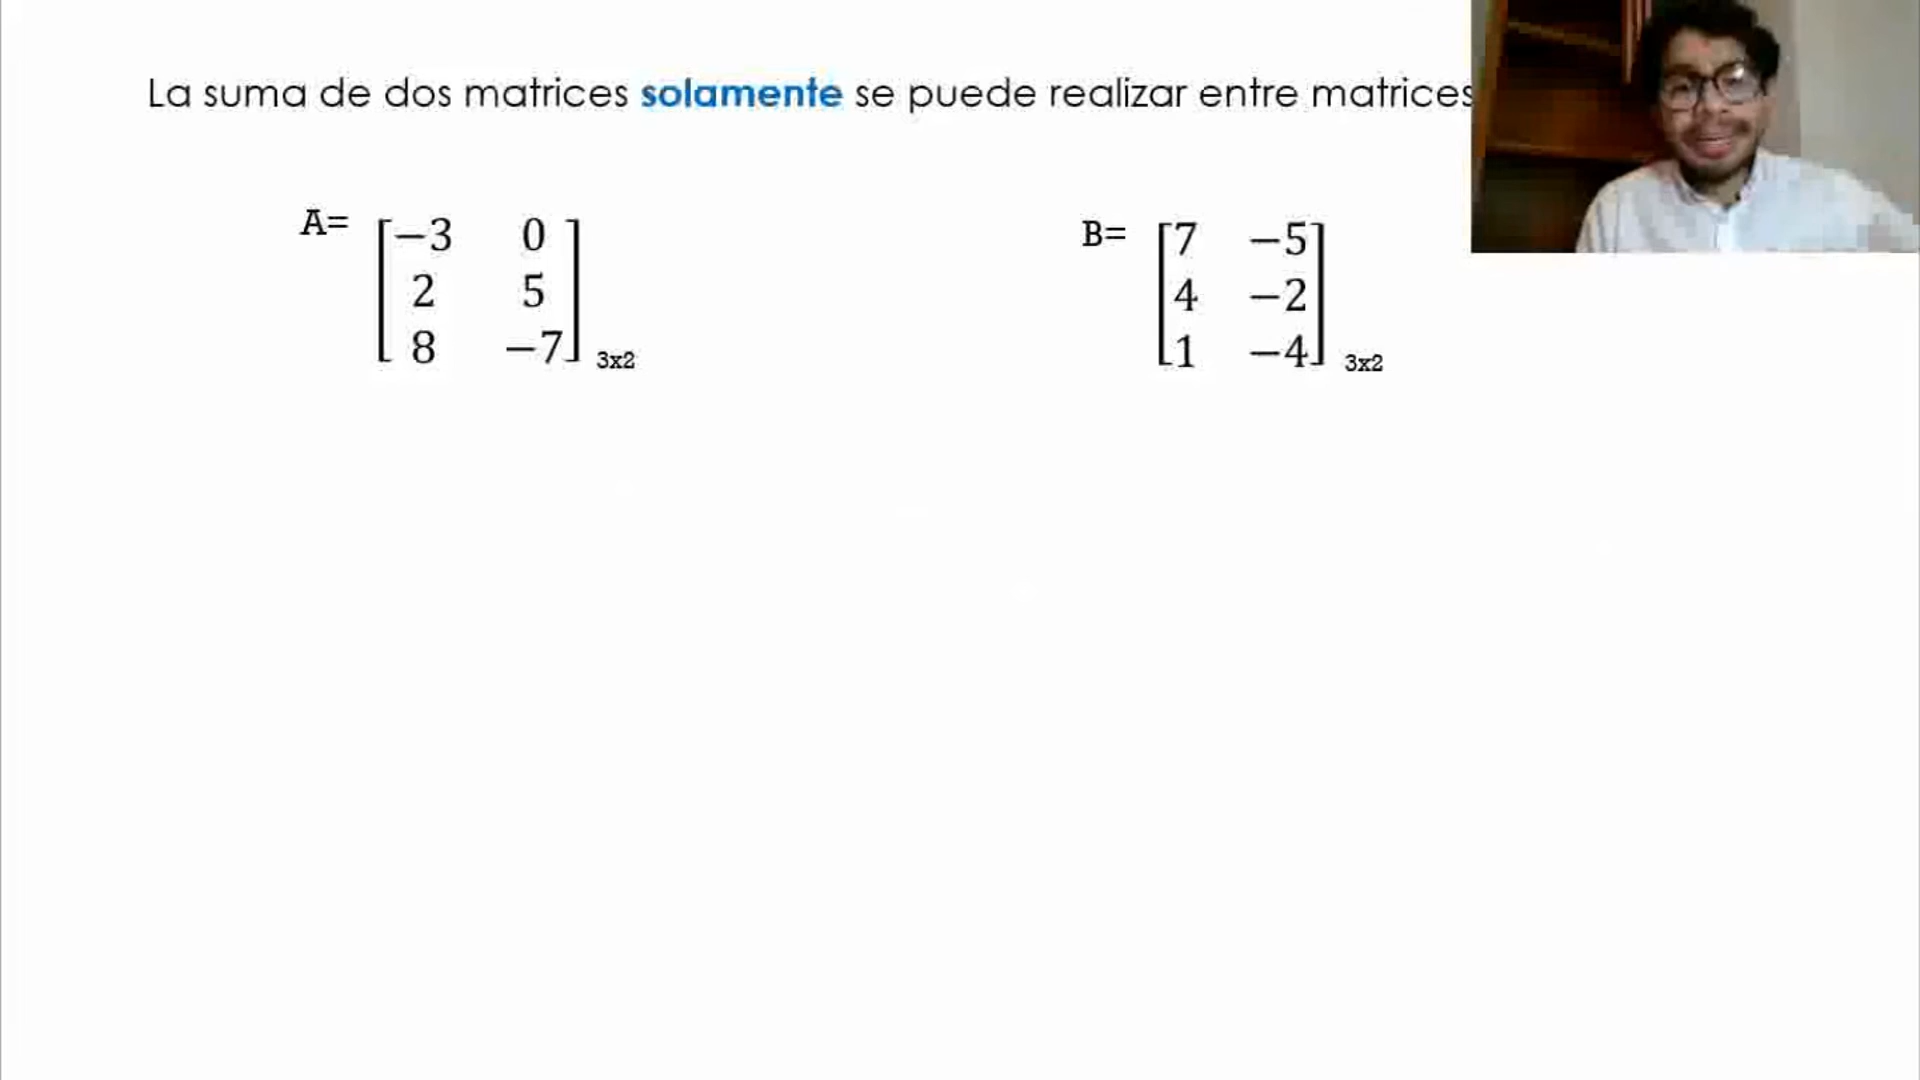 La suma de dos matrices solamente se puede realizar entre matrices
A= [−3 0
2 5
8 −7] 3x2
B= [7 −5
4 −2
1 −4] 3x2